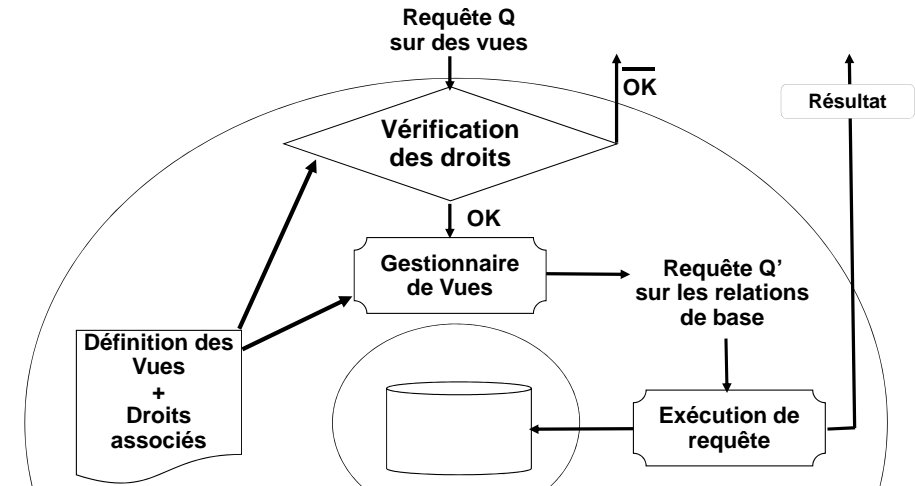 Requête Q
sur des vues
OK
Résultat
Vérification
des droits
OK
Gestionnaire
de Vues
Requête Q’
sur les relations
de base
Définition des
Vues
+
Droits
associés
Exécution de
requête